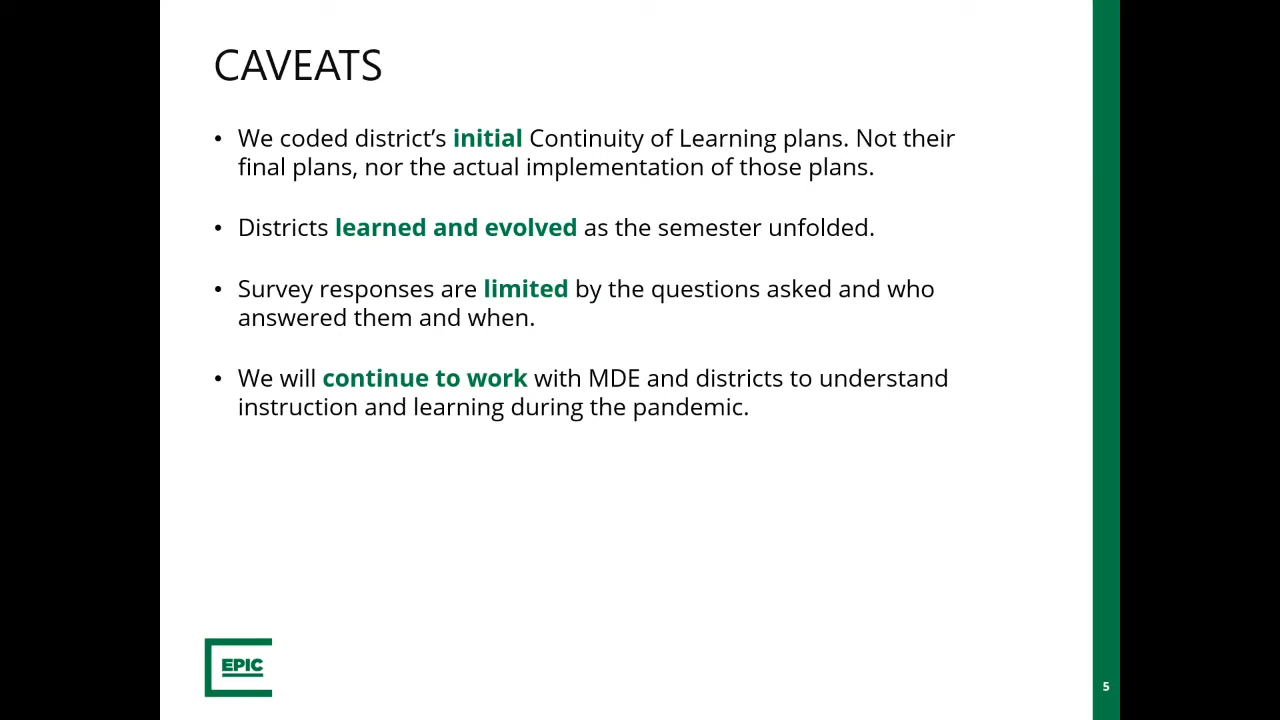 CAVEATS
• We coded district’s initial Continuity of Learning plans. Not their
final plans, nor the actual implementation of those plans.
• Districts learned and evolved as the semester unfolded.
• Survey responses are limited by the questions asked and who
answered them and when.
• We will continue to work with MDE and districts to understand
instruction and learning during the pandemic.
EPIC
5